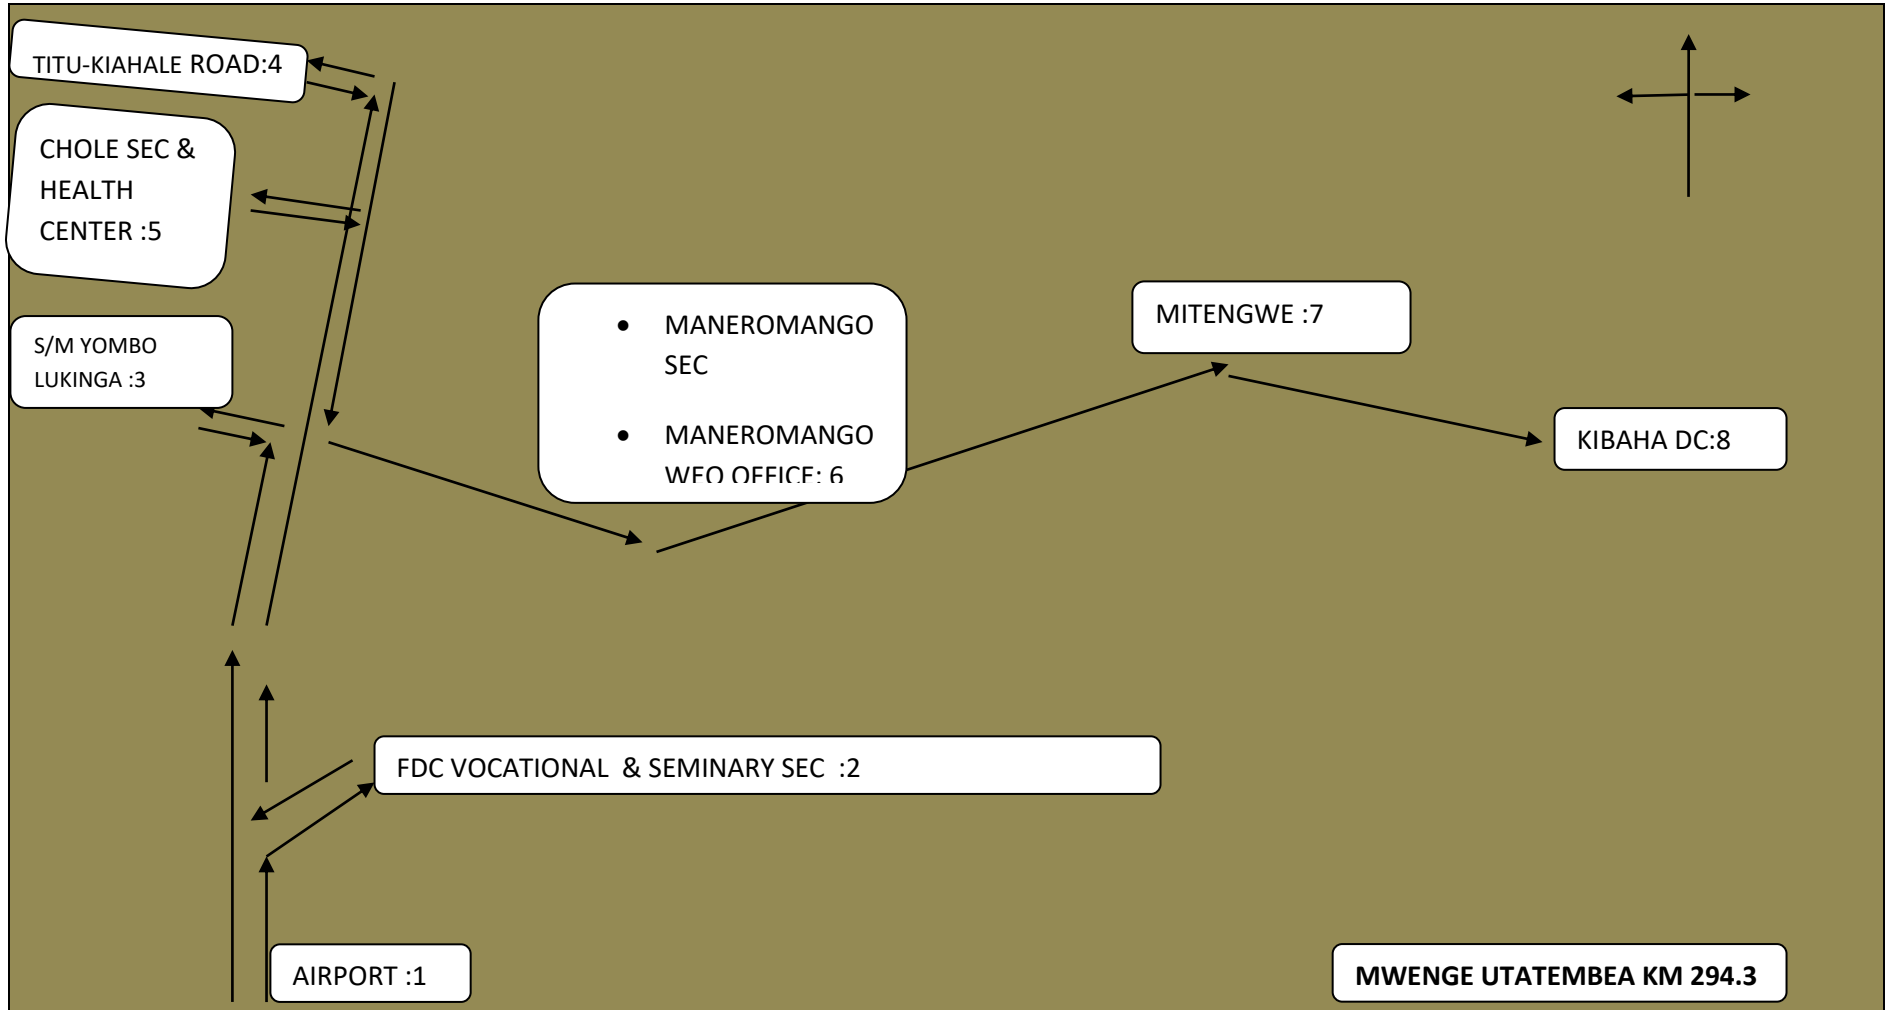 TITU-KIAHALE ROAD:4
CHOLE SEC &
HEALTH
CENTER :5
S/M YOMBO
LUKINGA :3
• MANEROMANGO
SEC
• MANEROMANGO
WEO OFFICE: 6
MITENGWE :7
KIBAHA DC:8
FDC VOCATIONAL & SEMINARY SEC :2
AIRPORT :1
MWENGE UTATEMBEA KM 294.3